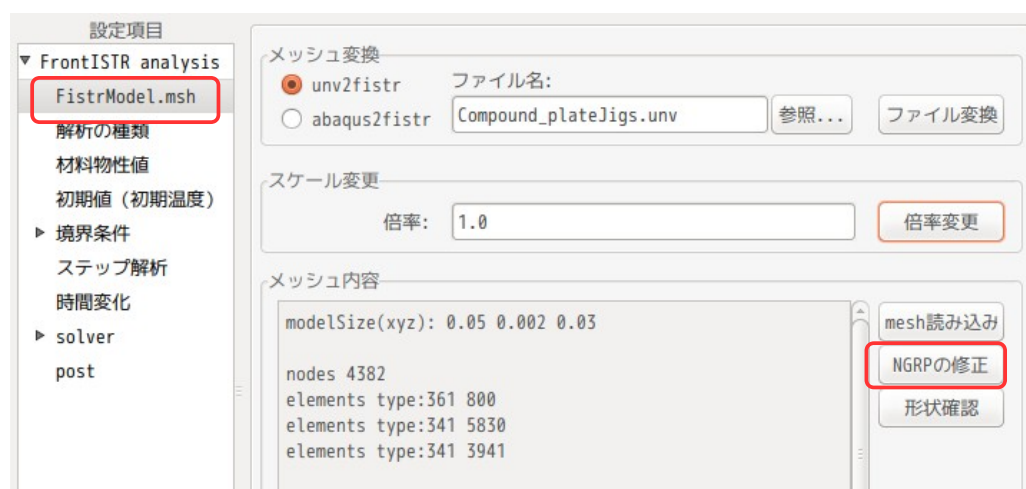 設定項目
FrontISTR analysis
FistrModel.msh
解析の種類
材料物性値
初期値（初期温度）
境界条件
ステップ解析
時間変化
solver
post
メッシュ変換
unv2fistr
ファイル名:
abaqus2fistr
Compound_plateJigs.unv
参照...
ファイル変換
スケール変更
倍率:
1.0
倍率変更
メッシュ内容
modelSize(xyz): 0.05 0.002 0.03
nodes 4382
elements type:361 800
elements type:341 5830
elements type:341 3941
mesh読み込み
NGRPの修正
形状確認